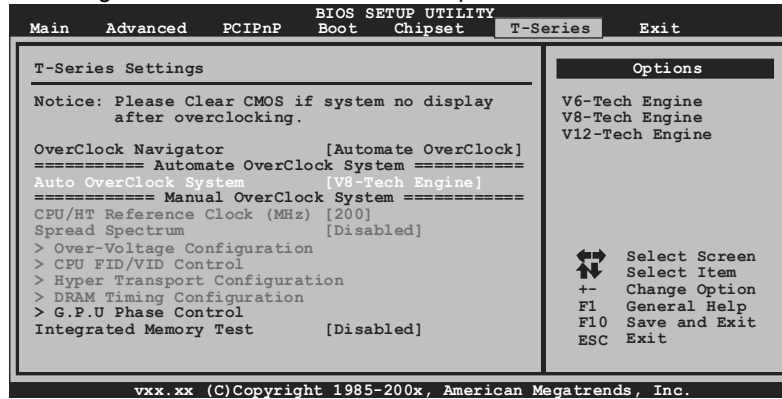 BIOS SETUP UTILITY
Main Advanced PCIPnP Boot Chipset T-Series Exit
T-Series Settings
Notice: Please Clear CMOS if system no display
after overclocking.
OverClock Navigator [Automate OverClock]
=========== Automate OverClock System ===========
Auto OverClock System [V8-Tech Engine]
============ Manual OverClock System ============
CPU/HT Reference Clock (MHz) [200]
Spread Spectrum [Disabled]
> Over-Voltage Configuration
> CPU FID/VID Control
> Hyper Transport Configuration
> DRAM Timing Configuration
> G.P.U Phase Control
Integrated Memory Test [Disabled]
Options
V6-Tech Engine
V8-Tech Engine
V12-Tech Engine
Select Screen
Select Item
+- Change Option
F1 General Help
F10 Save and Exit
ESC Exit
vxx.xx (C)Copyright 1985-200x, American Megatrends, Inc.